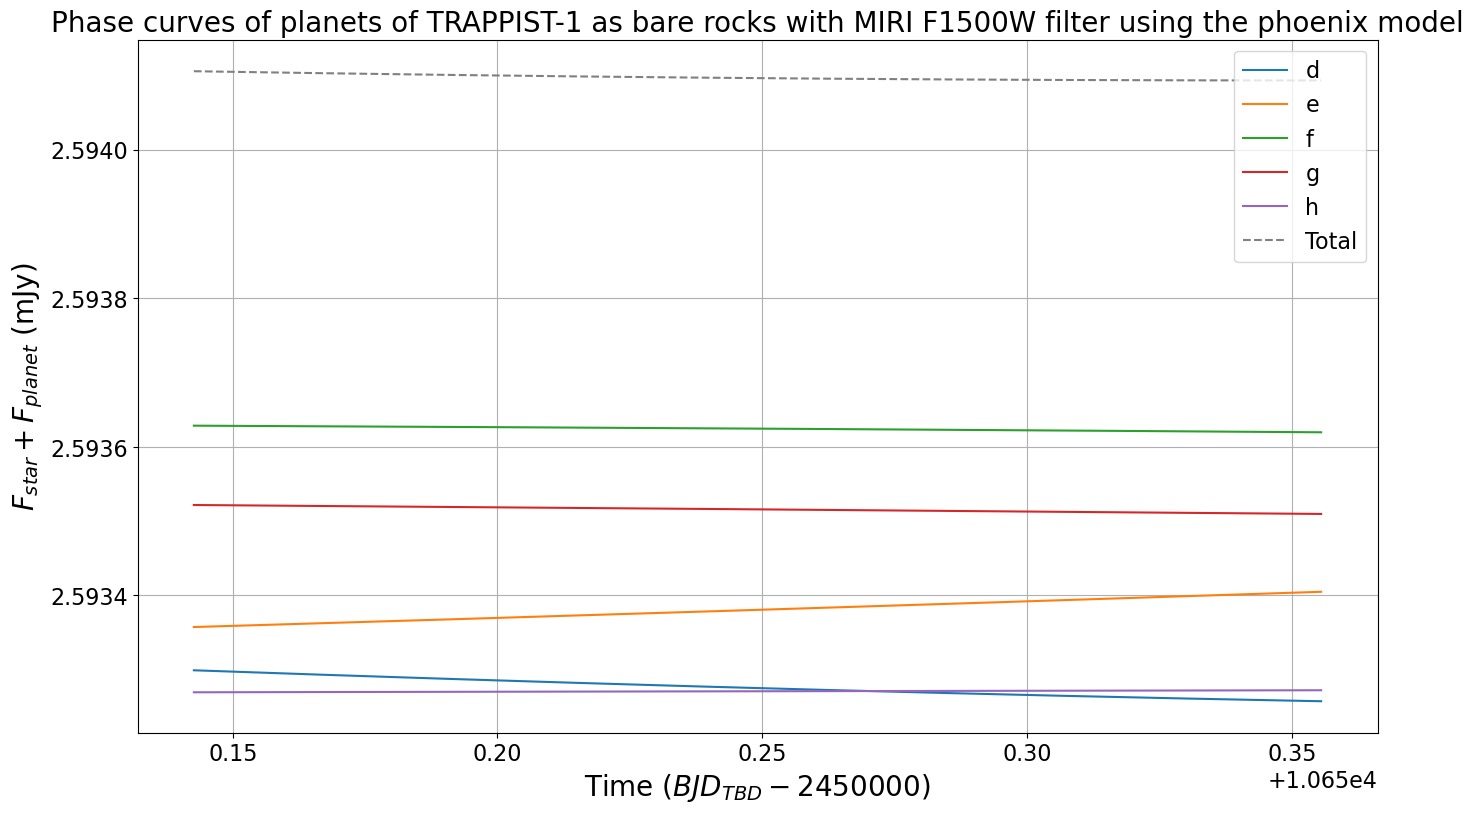 Phase curves of planets of TRAPPIST-1 as bare rocks with MIRI F1500W filter using the phoenix model
F_star + F_planet (mJy)
2.5940
2.5938
2.5936
2.5934
d
e
f
g
h
Total
0.15
0.20
0.25
0.30
0.35
+1.065e4
Time (BJD_TBD − 2450000)